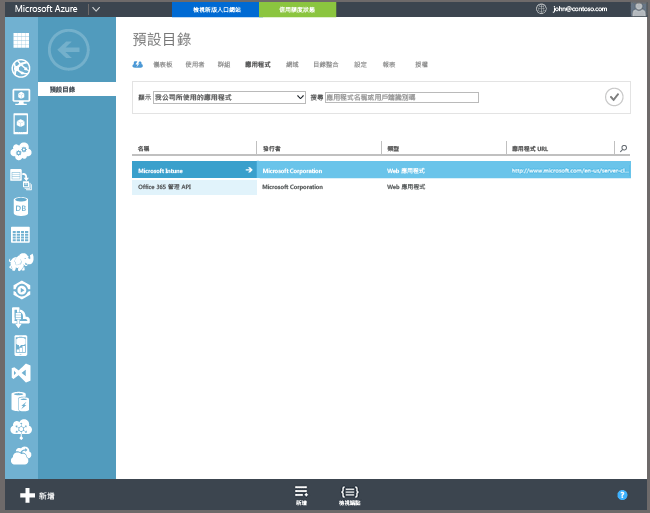 Microsoft Azure
檢視新版入口網站
信用額度狀態
john@contoso.com
預設目錄
預設目錄
儀表板 使用者 群組 應用程式 網域 目錄整合 設定 報表 授權
顯示 我公司所使用的應用程式 搜尋 應用程式名稱或用戶端識別碼
名稱 發行者 類型 應用程式 URL
Microsoft Intune Microsoft Corporation Web 應用程式 http://www.microsoft.com/en-us/server-cl...
Office 365 管理 API Microsoft Corporation Web 應用程式
DB
新增
新增
檢視端點
?